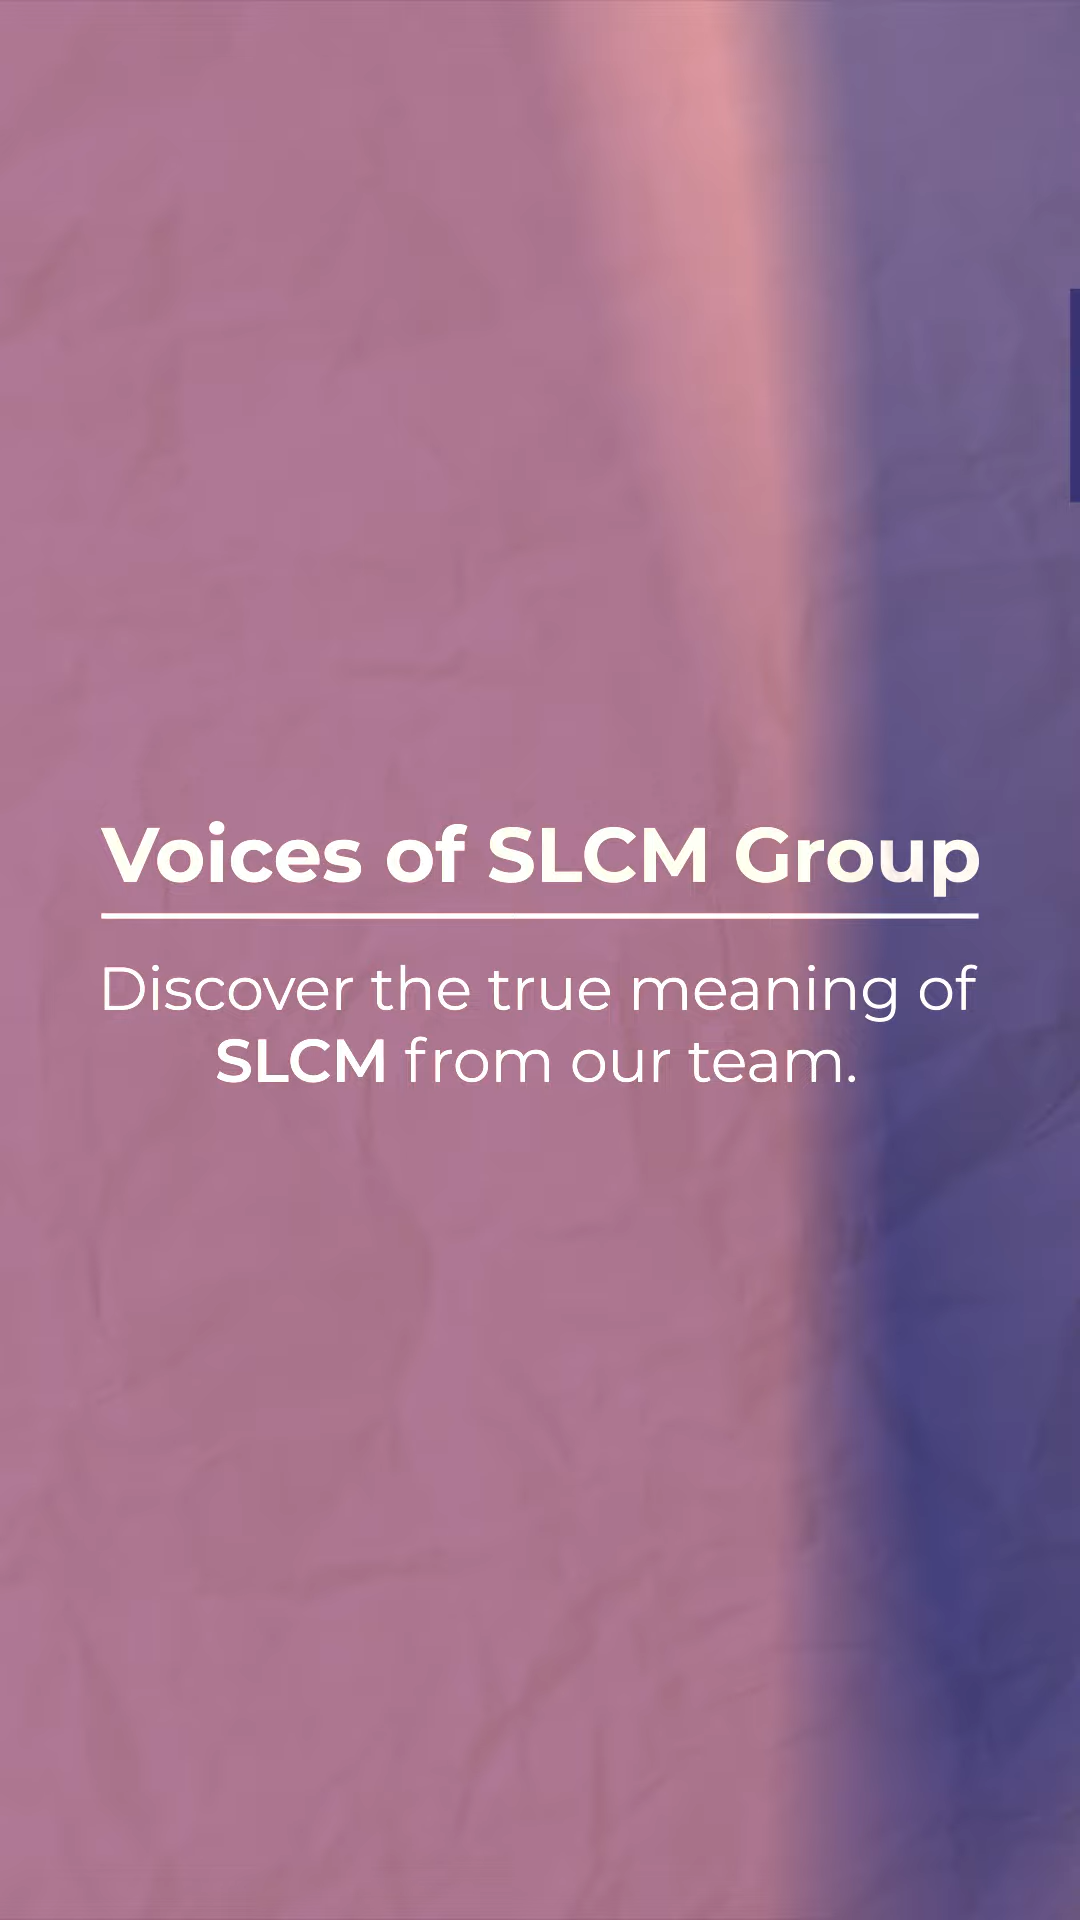 Voices of SLCM Group
Discover the true meaning of
SLCM from our team.